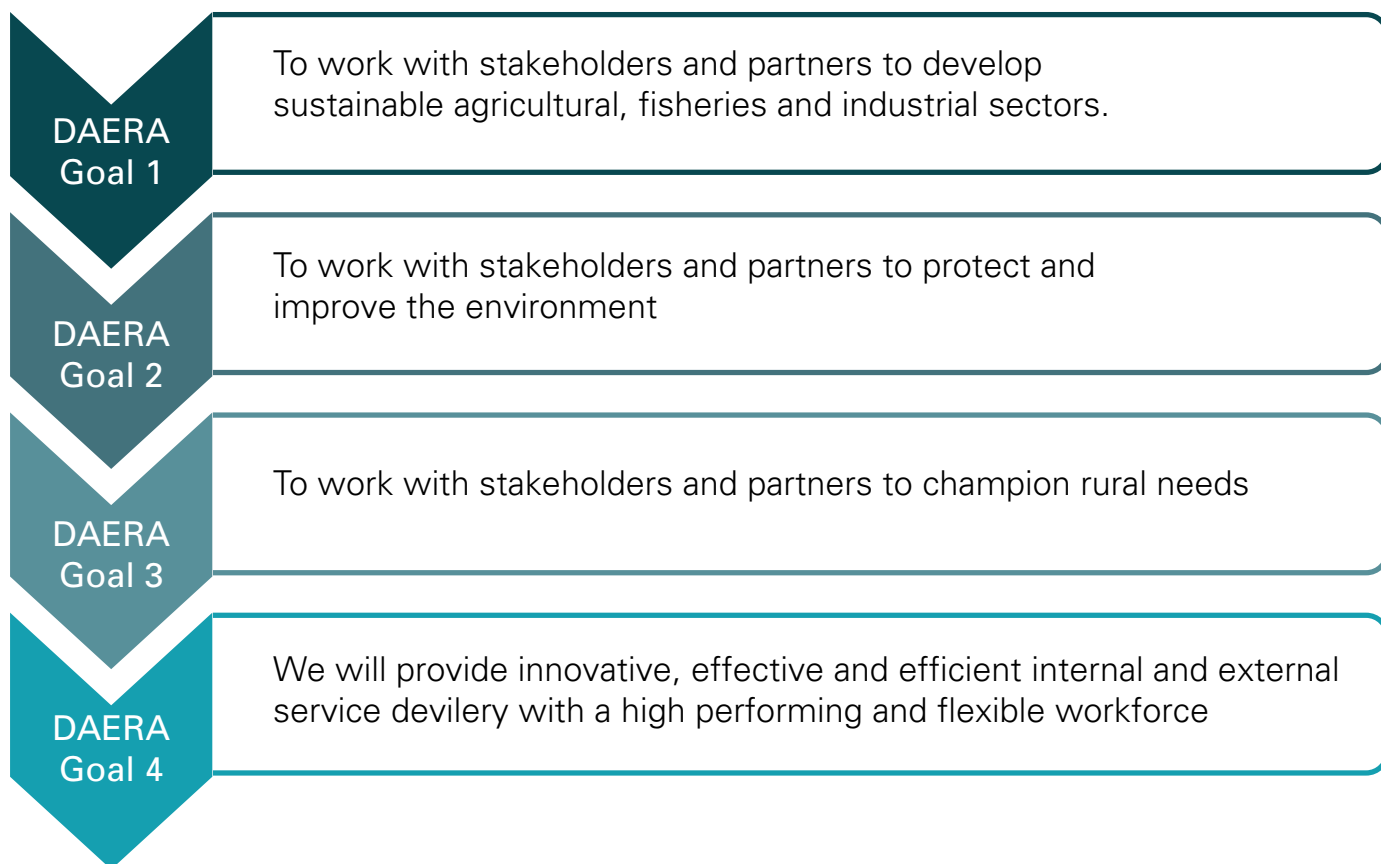 DAERA
Goal 1
To work with stakeholders and partners to develop
sustainable agricultural, fisheries and industrial sectors.
DAERA
Goal 2
To work with stakeholders and partners to protect and
improve the environment
DAERA
Goal 3
To work with stakeholders and partners to champion rural needs
DAERA
Goal 4
We will provide innovative, effective and efficient internal and external
service devilery with a high performing and flexible workforce